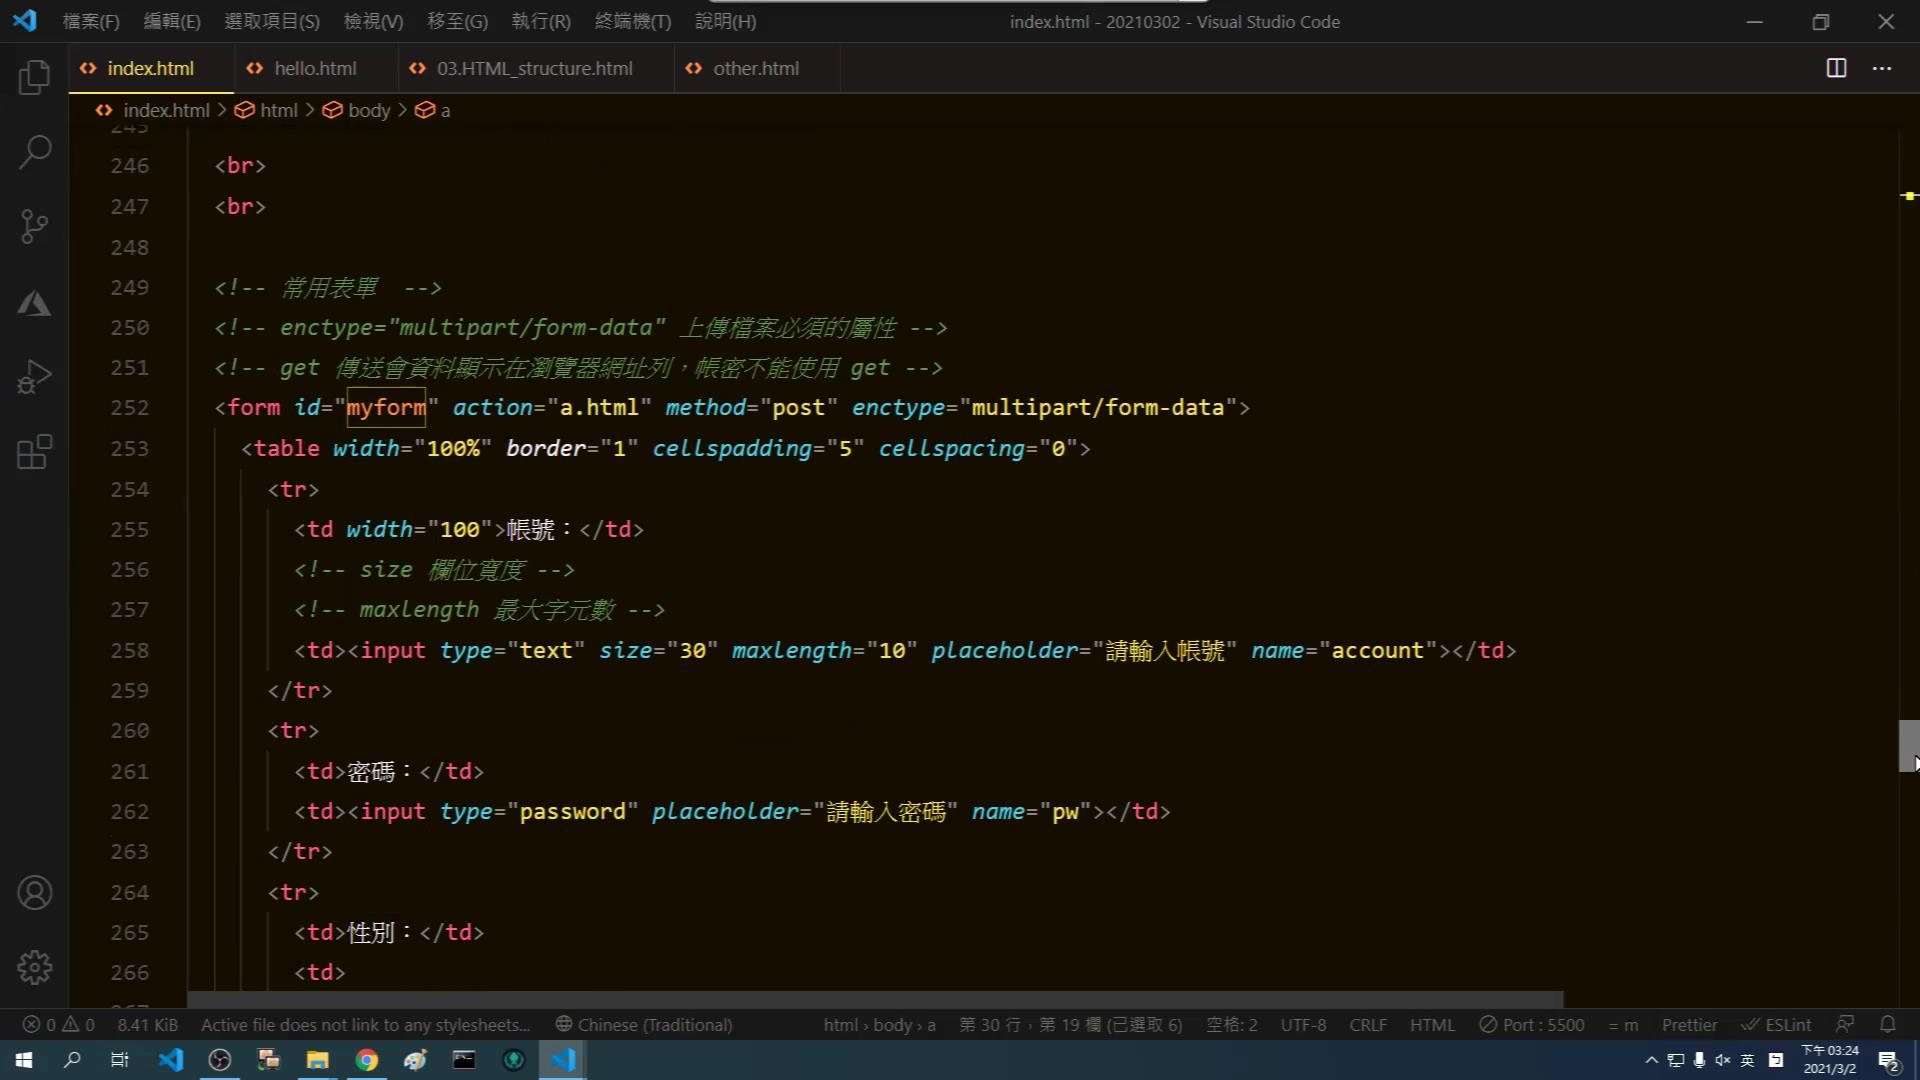 檔案(F) 編輯(E) 選取項目(S) 檢視(V) 移至(G) 執行(R) 終端機(T) 說明(H) index.html - 20210302 - Visual Studio Code
index.html hello.html 03.HTML_structure.html other.html
index.html > html > body > a
245
246 <br>
247 <br>
248
249 <!-- 常用表單  -->
250 <!-- enctype="multipart/form-data" 上傳檔案必須的屬性 -->
251 <!-- get 傳送會資料顯示在瀏覽器網址列，帳密不能使用 get -->
252 <form id="myform" action="a.html" method="post" enctype="multipart/form-data">
253 <table width="100%" border="1" cellspadding="5" cellspacing="0">
254 <tr>
255 <td width="100">帳號：</td>
256 <!-- size 欄位寬度 -->
257 <!-- maxlength 最大字元數 -->
258 <td><input type="text" size="30" maxlength="10" placeholder="請輸入帳號" name="account"></td>
259 </tr>
260 <tr>
261 <td>密碼：</td>
262 <td><input type="password" placeholder="請輸入密碼" name="pw"></td>
263 </tr>
264 <tr>
265 <td>性別：</td>
266 <td>
267
0 0 8.41 KiB Active file does not link to any stylesheets... Chinese (Traditional) html › body › a 第 30 行，第 19 欄 (已選取 6) 空格: 2 UTF-8 CRLF HTML Port : 5500 = m Prettier ESLint
英 下午 03:24
2021/3/2 2